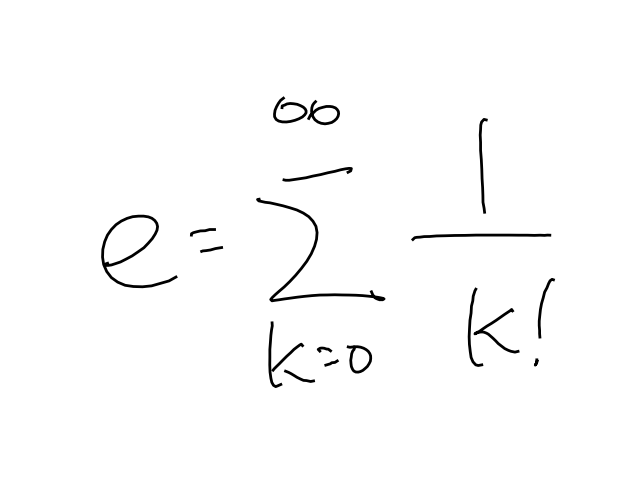 e = ∑_{k=0}^{∞} 1/k!